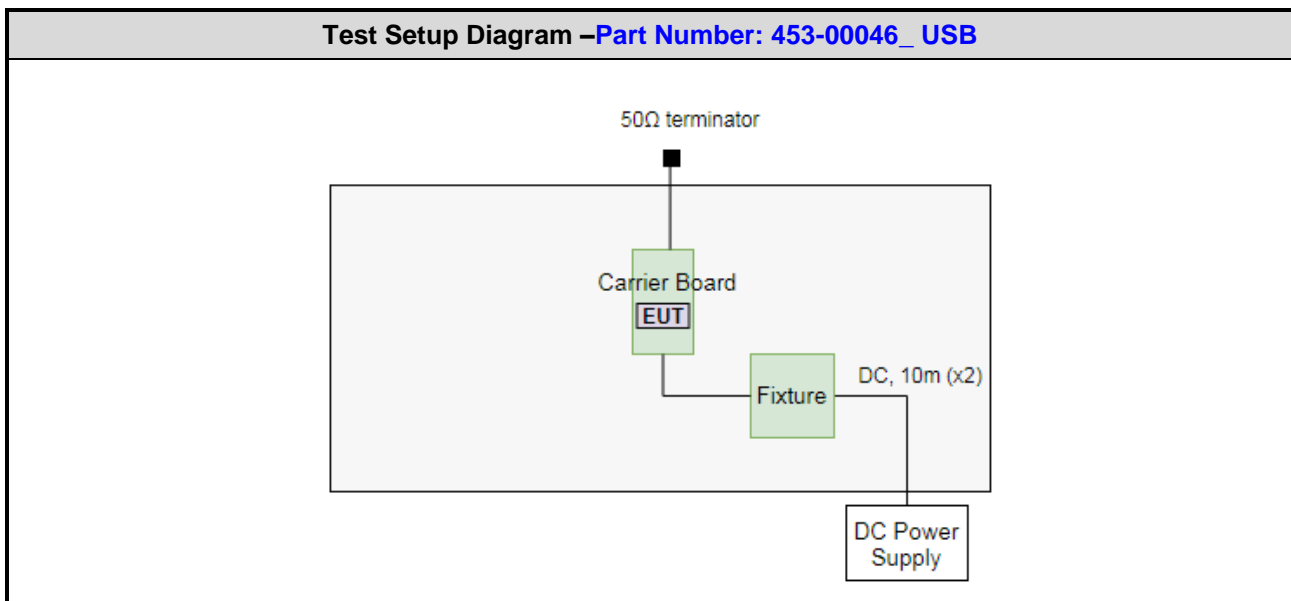 Test Setup Diagram –Part Number: 453-00046_ USB
50Ω terminator
Carrier Board
EUT
DC, 10m (x2)
Fixture
DC Power
Supply